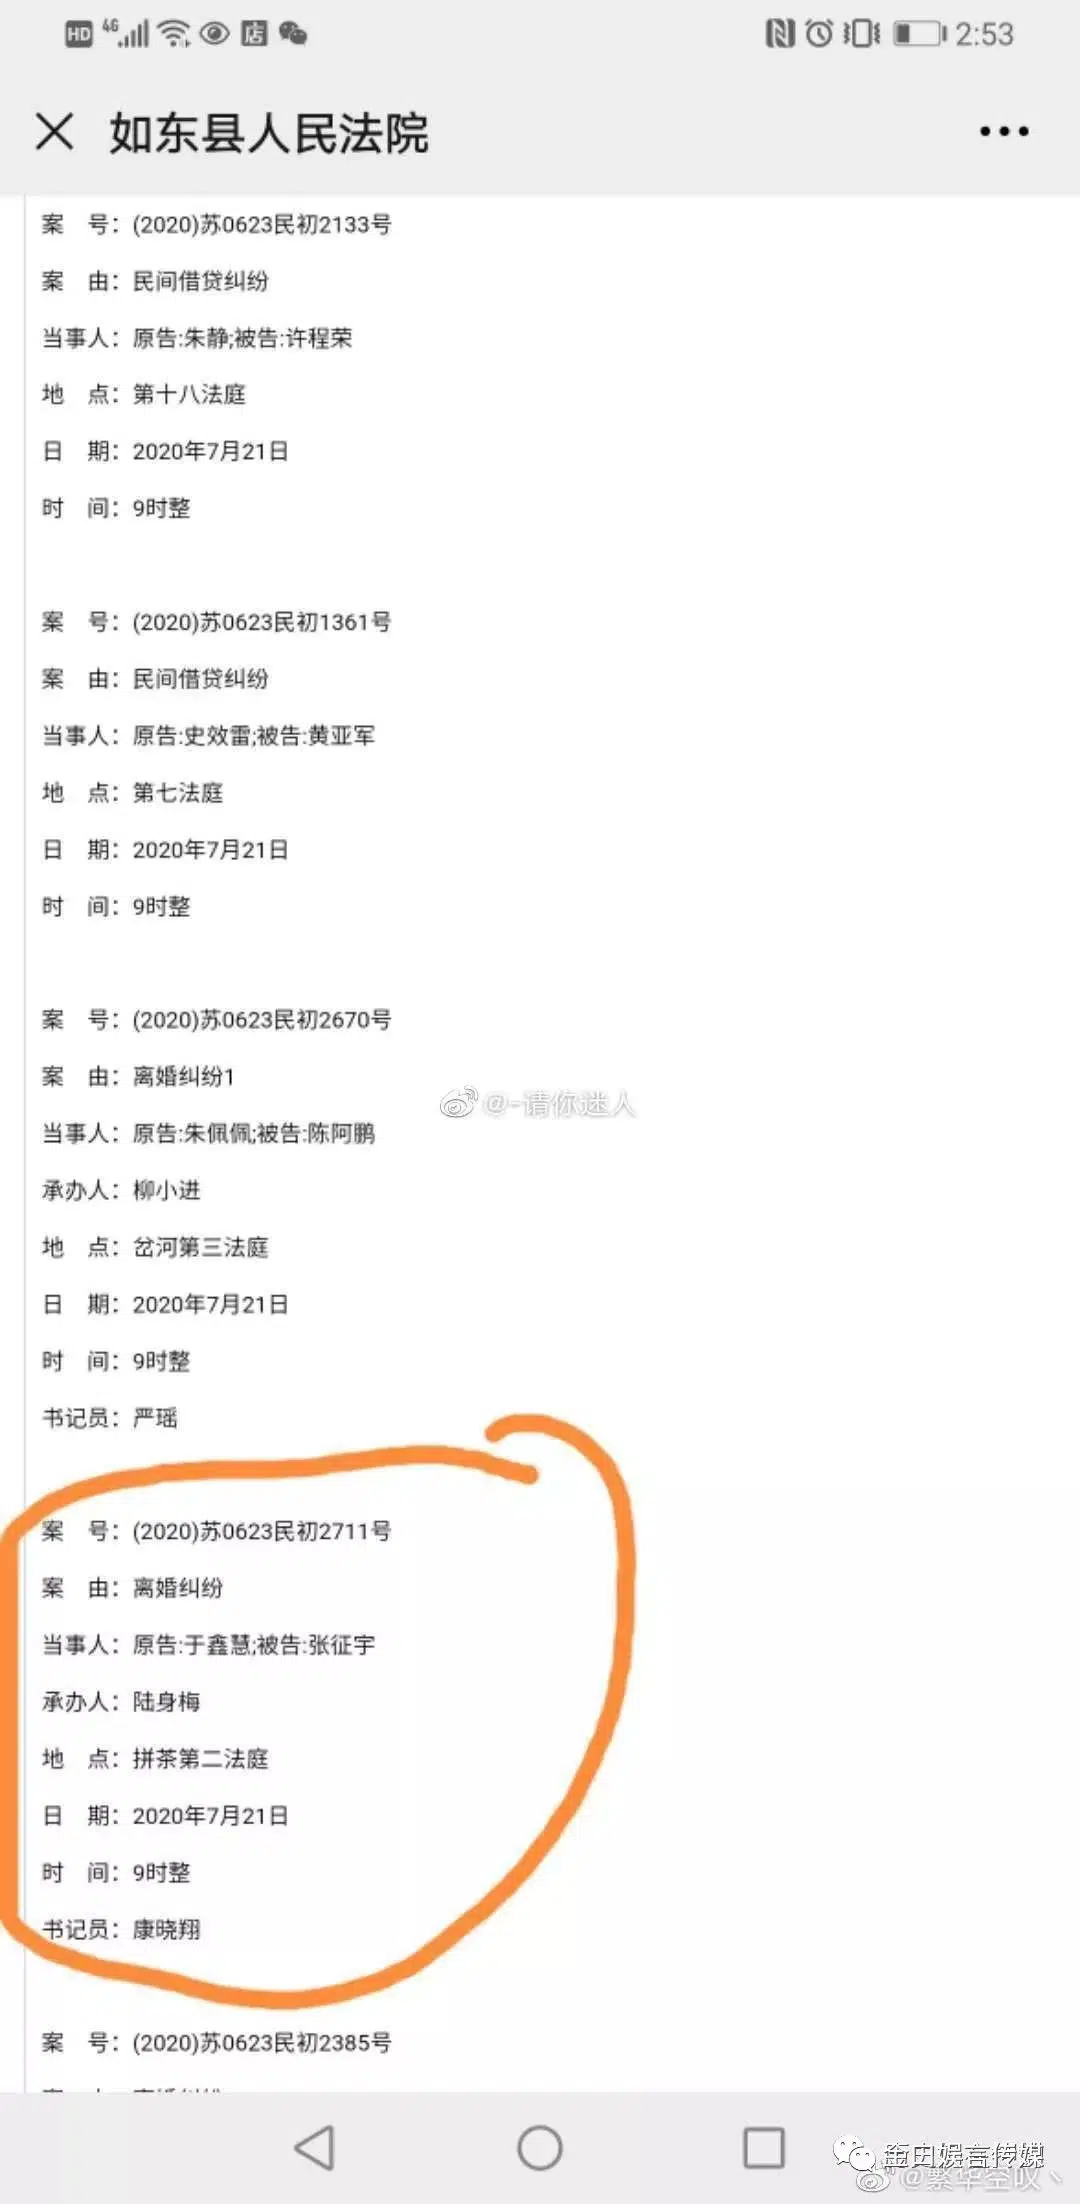 HD 4G 店 2:53
如东县人民法院
案 号：(2020)苏0623民初2133号
案 由：民间借贷纠纷
当事人：原告:朱静;被告:许程荣
地 点：第十八法庭
日 期：2020年7月21日
时 间：9时整
案 号：(2020)苏0623民初1361号
案 由：民间借贷纠纷
当事人：原告:史效雷;被告:黄亚军
地 点：第七法庭
日 期：2020年7月21日
时 间：9时整
案 号：(2020)苏0623民初2670号
案 由：离婚纠纷1
@-请你迷人
当事人：原告:朱佩佩;被告:陈阿鹏
承办人：柳小进
地 点：岔河第三法庭
日 期：2020年7月21日
时 间：9时整
书记员：严瑶
案 号：(2020)苏0623民初2711号
案 由：离婚纠纷
当事人：原告:于鑫慧;被告:张征宇
承办人：陆身梅
地 点：拼茶第二法庭
日 期：2020年7月21日
时 间：9时整
书记员：康晓翔
案 号：(2020)苏0623民初2385号
娱言传媒
@繁华空叹丶